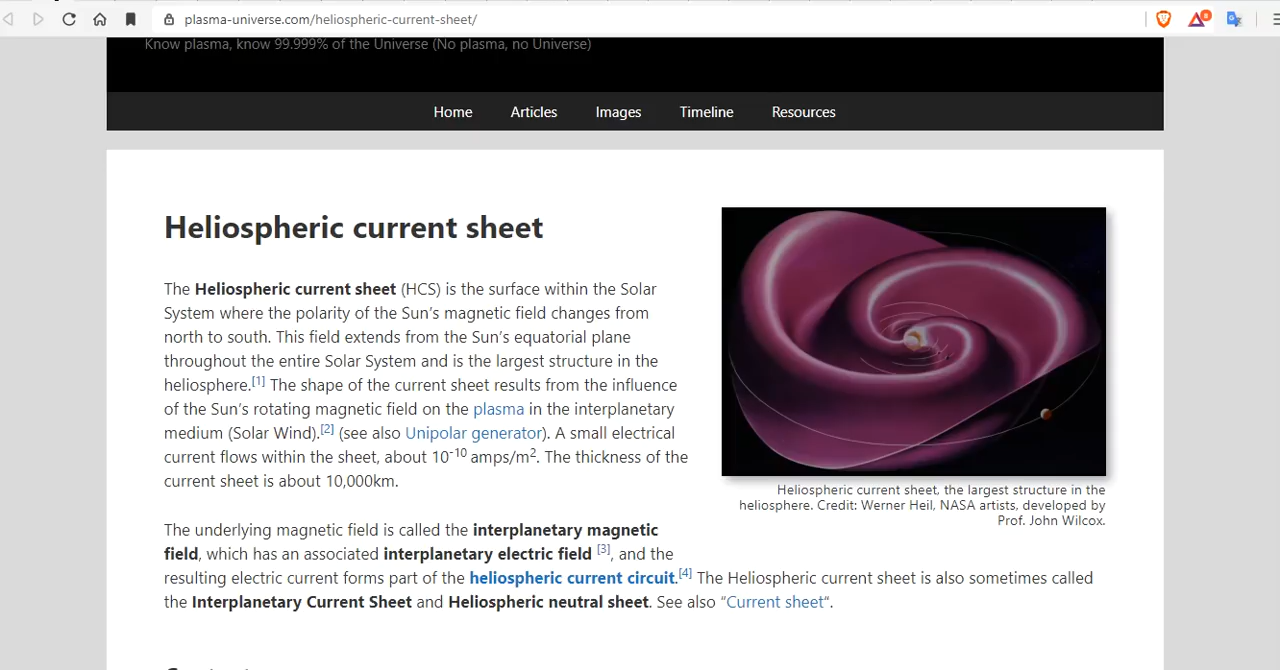 plasma-universe.com/heliospheric-current-sheet/
8
Know plasma, know 99.999% of the Universe (No plasma, no Universe)
Home Articles Images Timeline Resources
Heliospheric current sheet
The Heliospheric current sheet (HCS) is the surface within the Solar
System where the polarity of the Sun’s magnetic field changes from
north to south. This field extends from the Sun’s equatorial plane
throughout the entire Solar System and is the largest structure in the
heliosphere.[1] The shape of the current sheet results from the influence
of the Sun’s rotating magnetic field on the plasma in the interplanetary
medium (Solar Wind).[2] (see also Unipolar generator). A small electrical
current flows within the sheet, about 10-10 amps/m2. The thickness of the
current sheet is about 10,000km.
Heliospheric current sheet, the largest structure in the
heliosphere. Credit: Werner Heil, NASA artists, developed by
Prof. John Wilcox.
The underlying magnetic field is called the interplanetary magnetic
field, which has an associated interplanetary electric field [3], and the
resulting electric current forms part of the heliospheric current circuit.[4] The Heliospheric current sheet is also sometimes called
the Interplanetary Current Sheet and Heliospheric neutral sheet. See also “Current sheet“.